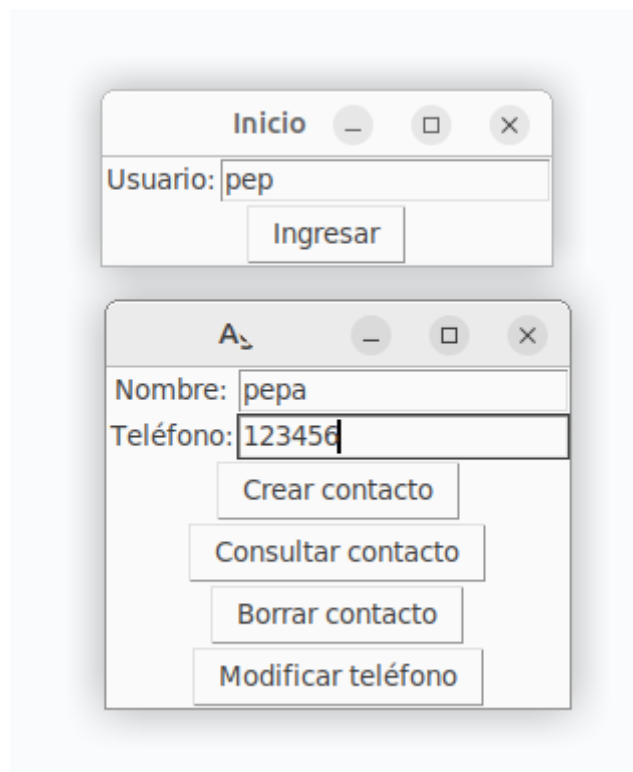 Inicio
Usuario: pep
Ingresar
Nombre: pepa
Teléfono: 123456
Crear contacto
Consultar contacto
Borrar contacto
Modificar teléfono